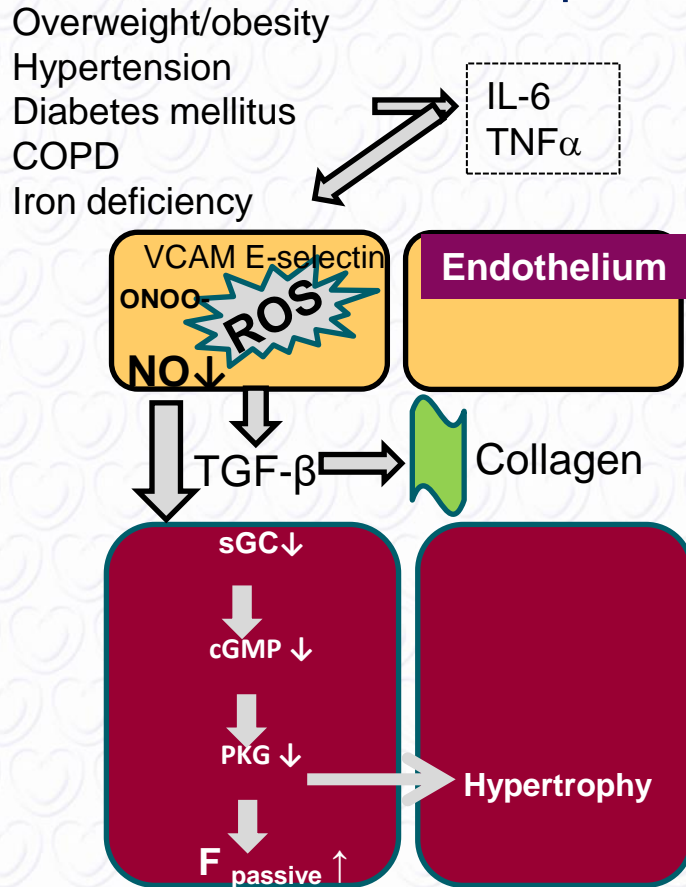 Overweight/obesity
Hypertension
Diabetes mellitus
COPD
Iron deficiency
IL-6
TNFα
VCAM E-selectin
ONOO-
ROS
NO↓
Endothelium
TGF-β
Collagen
sGC↓
cGMP ↓
PKG ↓
Hypertrophy
F passive ↑